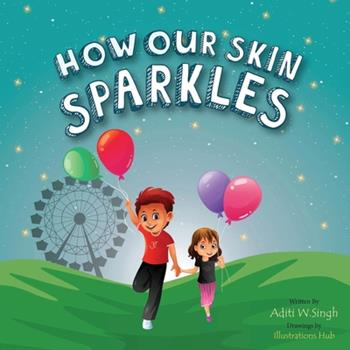 HOW OUR SKIN
SPARKLES
Written By
Aditi W.Singh
Drawings by
Illustrations Hub